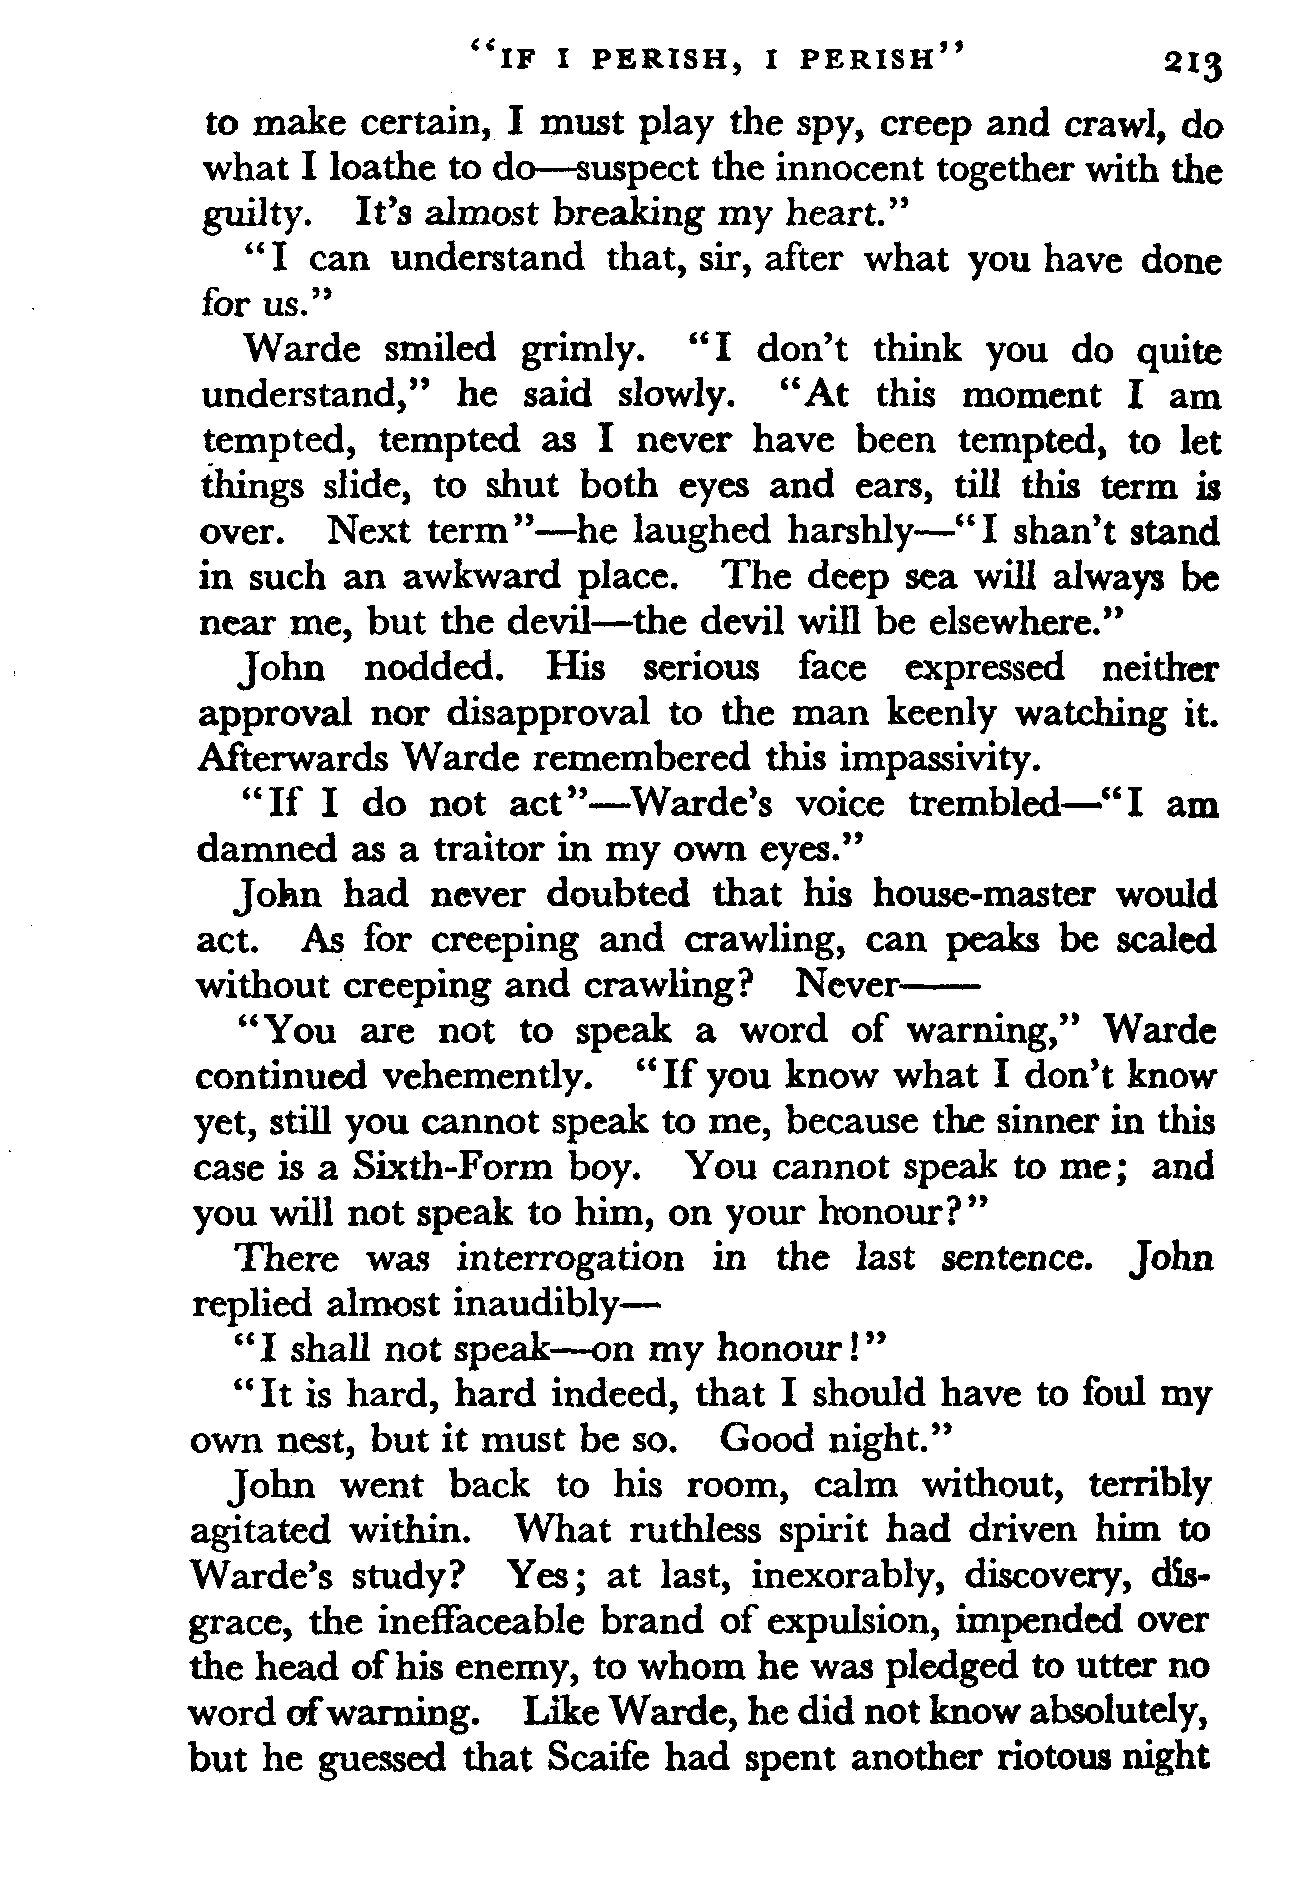 “IF I PERISH, I PERISH” 213
to make certain, I must play the spy, creep and crawl, do
what I loathe to do—suspect the innocent together with the
guilty. It’s almost breaking my heart.”
“I can understand that, sir, after what you have done
for us.”
Warde smiled grimly. “I don’t think you do quite
understand,” he said slowly. “At this moment I am
tempted, tempted as I never have been tempted, to let
things slide, to shut both eyes and ears, till this term is
over. Next term”—he laughed harshly—“I shan’t stand
in such an awkward place. The deep sea will always be
near me, but the devil—the devil will be elsewhere.”
John nodded. His serious face expressed neither
approval nor disapproval to the man keenly watching it.
Afterwards Warde remembered this impassivity.
“If I do not act”—Warde’s voice trembled—“I am
damned as a traitor in my own eyes.”
John had never doubted that his house-master would
act. As for creeping and crawling, can peaks be scaled
without creeping and crawling? Never——
“You are not to speak a word of warning,” Warde
continued vehemently. “If you know what I don’t know
yet, still you cannot speak to me, because the sinner in this
case is a Sixth-Form boy. You cannot speak to me; and
you will not speak to him, on your honour?”
There was interrogation in the last sentence. John
replied almost inaudibly—
“I shall not speak—on my honour!”
“It is hard, hard indeed, that I should have to foul my
own nest, but it must be so. Good night.”
John went back to his room, calm without, terribly
agitated within. What ruthless spirit had driven him to
Warde’s study? Yes; at last, inexorably, discovery, dis-
grace, the ineffaceable brand of expulsion, impended over
the head of his enemy, to whom he was pledged to utter no
word of warning. Like Warde, he did not know absolutely,
but he guessed that Scaife had spent another riotous night